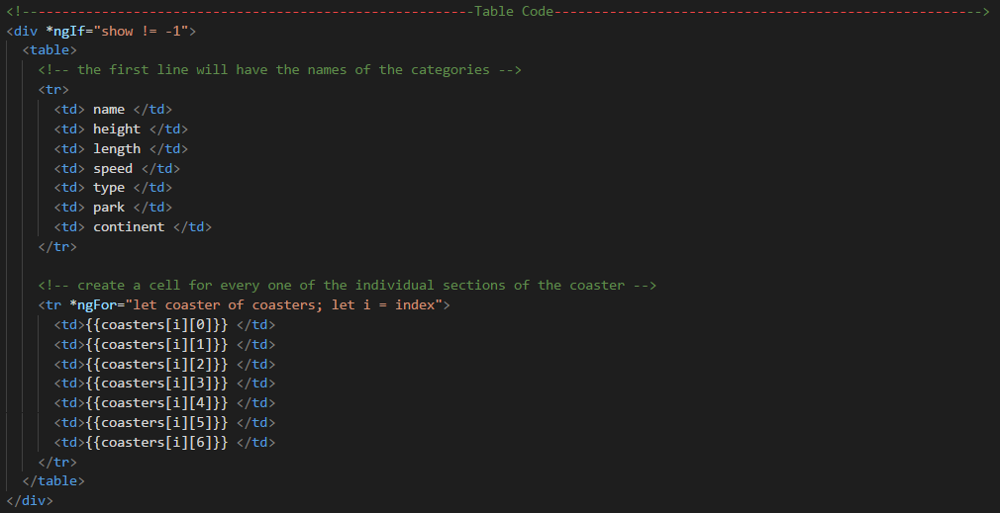 <!---------------------------------------------------------Table Code------------------------------------------------------>
<div *ngIf="show != -1">
  <table>
    <!-- the first line will have the names of the categories -->
    <tr>
      <td> name </td>
      <td> height </td>
      <td> length </td>
      <td> speed </td>
      <td> type </td>
      <td> park </td>
      <td> continent </td>
    </tr>

    <!-- create a cell for every one of the individual sections of the coaster -->
    <tr *ngFor="let coaster of coasters; let i = index">
      <td>{{coasters[i][0]}} </td>
      <td>{{coasters[i][1]}} </td>
      <td>{{coasters[i][2]}} </td>
      <td>{{coasters[i][3]}} </td>
      <td>{{coasters[i][4]}} </td>
      <td>{{coasters[i][5]}} </td>
      <td>{{coasters[i][6]}} </td>
    </tr>
  </table>
</div>